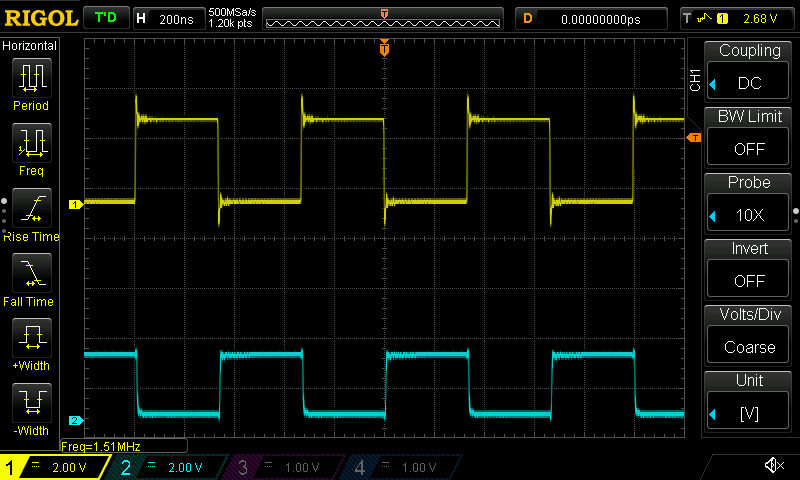 RIGOL T'D H 200ns 500MSa/s 1.20k pts T D 0.00000000ps T 1 2.68 V
Horizontal
Period
Freq
Rise Time
Fall Time
+Width
-Width
T
1
2
T
CH1
Coupling
DC
BW Limit
OFF
Probe
10X
Invert
OFF
Volts/Div
Coarse
Unit
[V]
Freq=1.51MHz
1 2.00 V 2 2.00 V 3 1.00 V 4 1.00 V